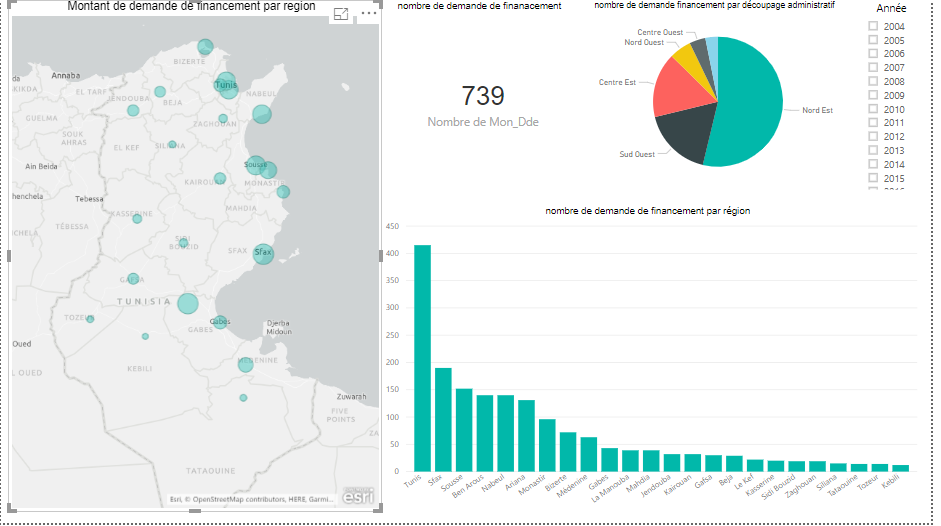 Montant de demande de financement par region
Annaba
BIZERTE
KIKDA
EL TARF
Tunis
JENDOUBA
BEJA
NABEUL
GUELMA
ZAGHOUAN
SOUK
AHRAS
EL KEF
Ain Beida
Sousse
KAIROUAN
MONASTIR
Tebessa
MAHDIA
KASSERINE
TÉBESSA
SIDI
BOUZID
SFAX
Sfax
GAFSA
TUNISIA
TOZEUR
Gabes
GABES
Djerba
Midoun
KEBILI
MEDENINE
Zuwarah
FIVE
POINTS
TATAOUINE
Esri, © OpenStreetMap contributors, HERE, Garmi...
esri
nombre de demande de finanacement
739
Nombre de Mon_Dde
nombre de demande financement par découpage administratif
Centre Ouest
Nord Ouest
Centre Est
Nord Est
Sud Ouest
Année
2004
2005
2006
2007
2008
2009
2010
2011
2012
2013
2014
2015
nombre de demande de financement par région
450
400
350
300
250
200
150
100
50
0
Tunis
Sfax
Sousse
Ben Arous
Nabeul
Ariana
Monastir
Bizerte
Médenine
Gabes
La Manouba
Mahdia
Jendouba
Kairouan
Gafsa
Beja
Le Kef
Kasserine
Sidi Bouzid
Zaghouan
Siliana
Tataouine
Tozeur
Kebili